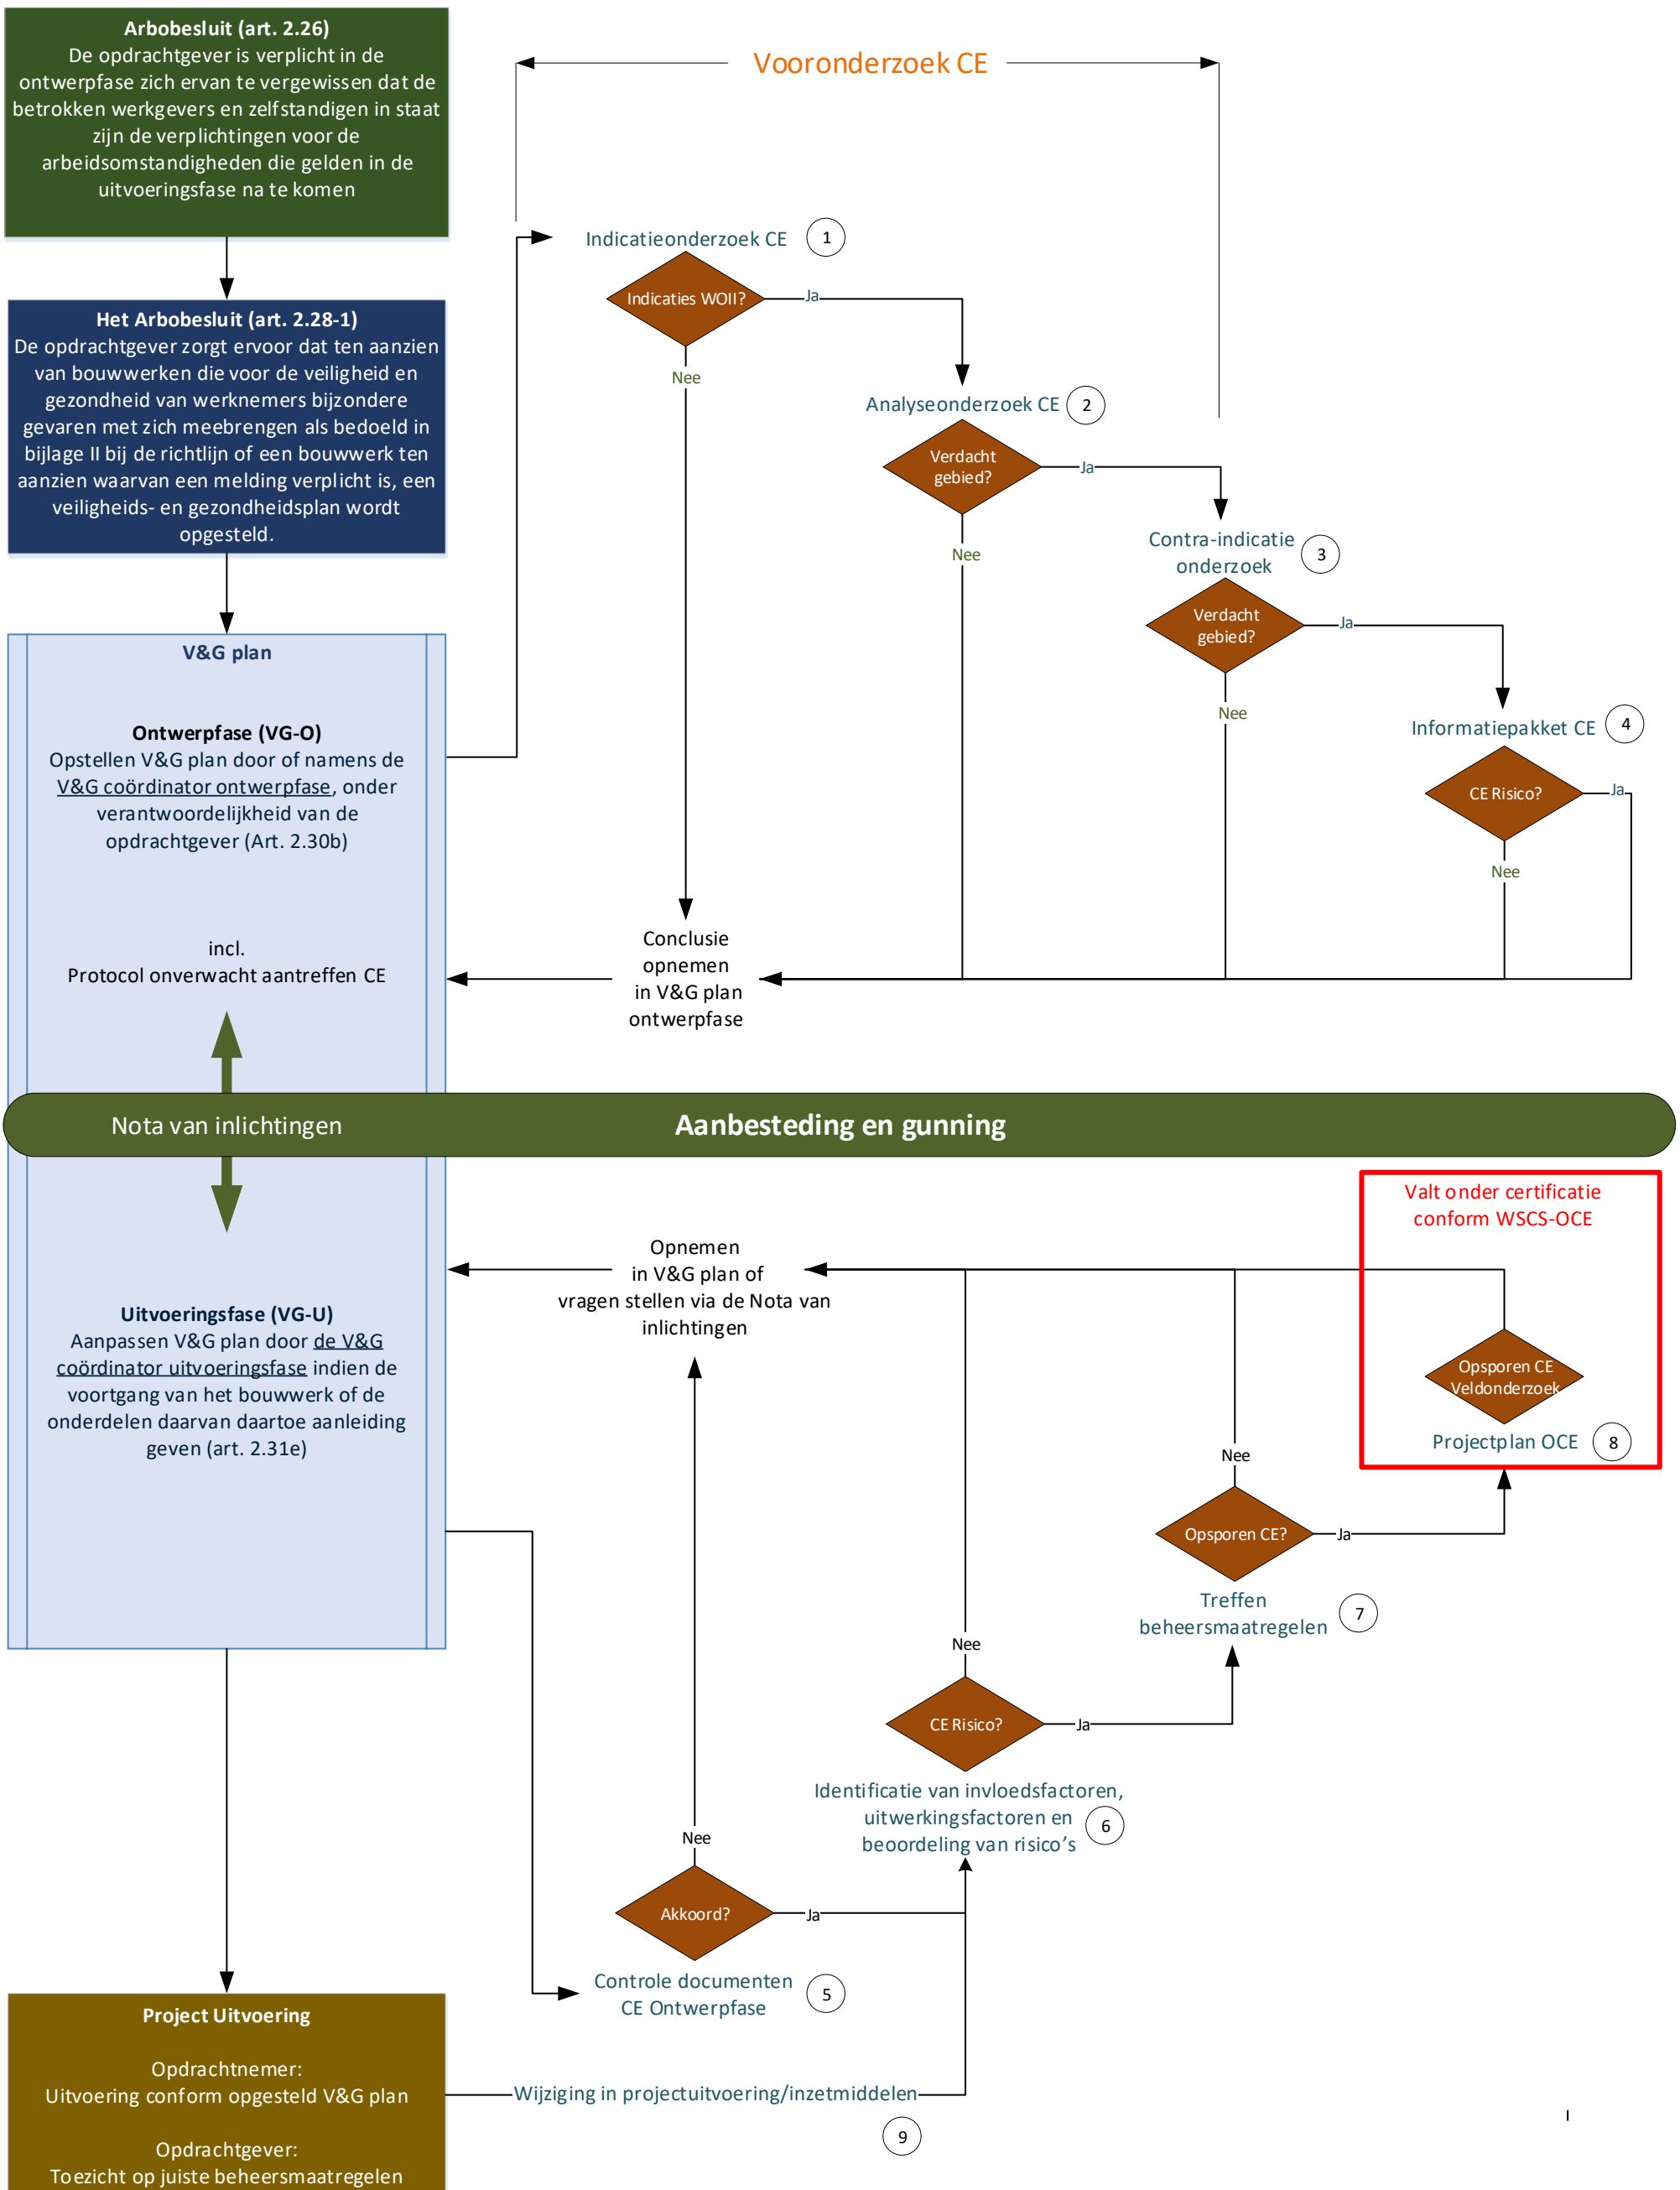 Arbobesluit (art. 2.26)
De opdrachtgever is verplicht in de
ontwerpfase zich ervan te vergewissen dat de
betrokken werkgevers en zelfstandigen in staat
zijn de verplichtingen voor de
arbeidsomstandigheden die gelden in de
uitvoeringsfase na te komen
Vooronderzoek CE
Indicatieonderzoek CE
1
Indicaties WOII?
Ja
Nee
Het Arbobesluit (art. 2.28-1)
De opdrachtgever zorgt ervoor dat ten aanzien
van bouwwerken die voor de veiligheid en
gezondheid van werknemers bijzondere
gevaren met zich meebrengen als bedoeld in
bijlage II bij de richtlijn of een bouwwerk ten
aanzien waarvan een melding verplicht is, een
veiligheids- en gezondheidsplan wordt
opgesteld.
Analyseonderzoek CE
2
Verdacht
gebied?
Ja
Nee
Contra-indicatie
onderzoek
3
Verdacht
gebied?
Ja
Nee
Informatiepakket CE
4
CE Risico?
Ja
Nee
V&G plan
Ontwerpfase (VG-O)
Opstellen V&G plan door of namens de
V&G coördinator ontwerpfase, onder
verantwoordelijkheid van de
opdrachtgever (Art. 2.30b)
incl.
Protocol onverwacht aantreffen CE
Conclusie
opnemen
in V&G plan
ontwerpfase
Nota van inlichtingen
Aanbesteding en gunning
Valt onder certificatie
conform WSCS-OCE
Opnemen
in V&G plan of
vragen stellen via de Nota van
inlichtingen
Uitvoeringsfase (VG-U)
Aanpassen V&G plan door de V&G
coördinator uitvoeringsfase indien de
voortgang van het bouwwerk of de
onderdelen daarvan daartoe aanleiding
geven (art. 2.31e)
Opsporen CE
Veldonderzoek
Projectplan OCE
8
Nee
Opsporen CE?
Ja
Treffen
beheersmaatregelen
7
Nee
CE Risico?
Ja
Identificatie van invloedsfactoren,
uitwerkingsfactoren en
beoordeling van risico’s
6
Nee
Akkoord?
Ja
Controle documenten
CE Ontwerpfase
5
Project Uitvoering
Opdrachtnemer:
Uitvoering conform opgesteld V&G plan
Opdrachtgever:
Toezicht op juiste beheersmaatregelen
Wijziging in projectuitvoering/inzetmiddelen
9
I